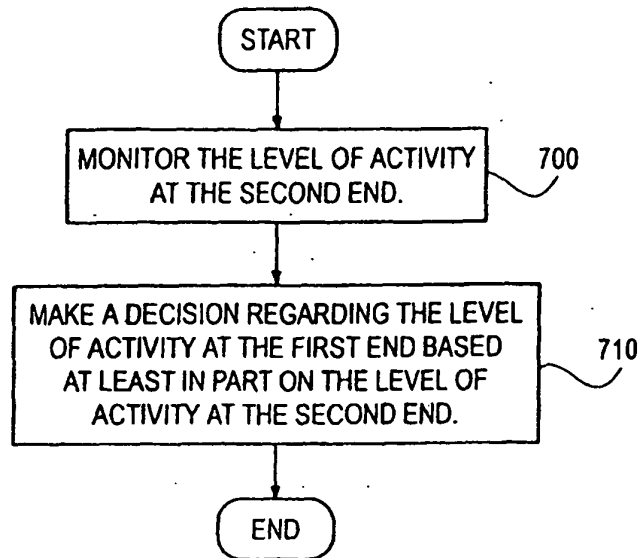 START
MONITOR THE LEVEL OF ACTIVITY
AT THE SECOND END.
700
MAKE A DECISION REGARDING THE LEVEL
OF ACTIVITY AT THE FIRST END BASED
AT LEAST IN PART ON THE LEVEL OF
ACTIVITY AT THE SECOND END.
710
END